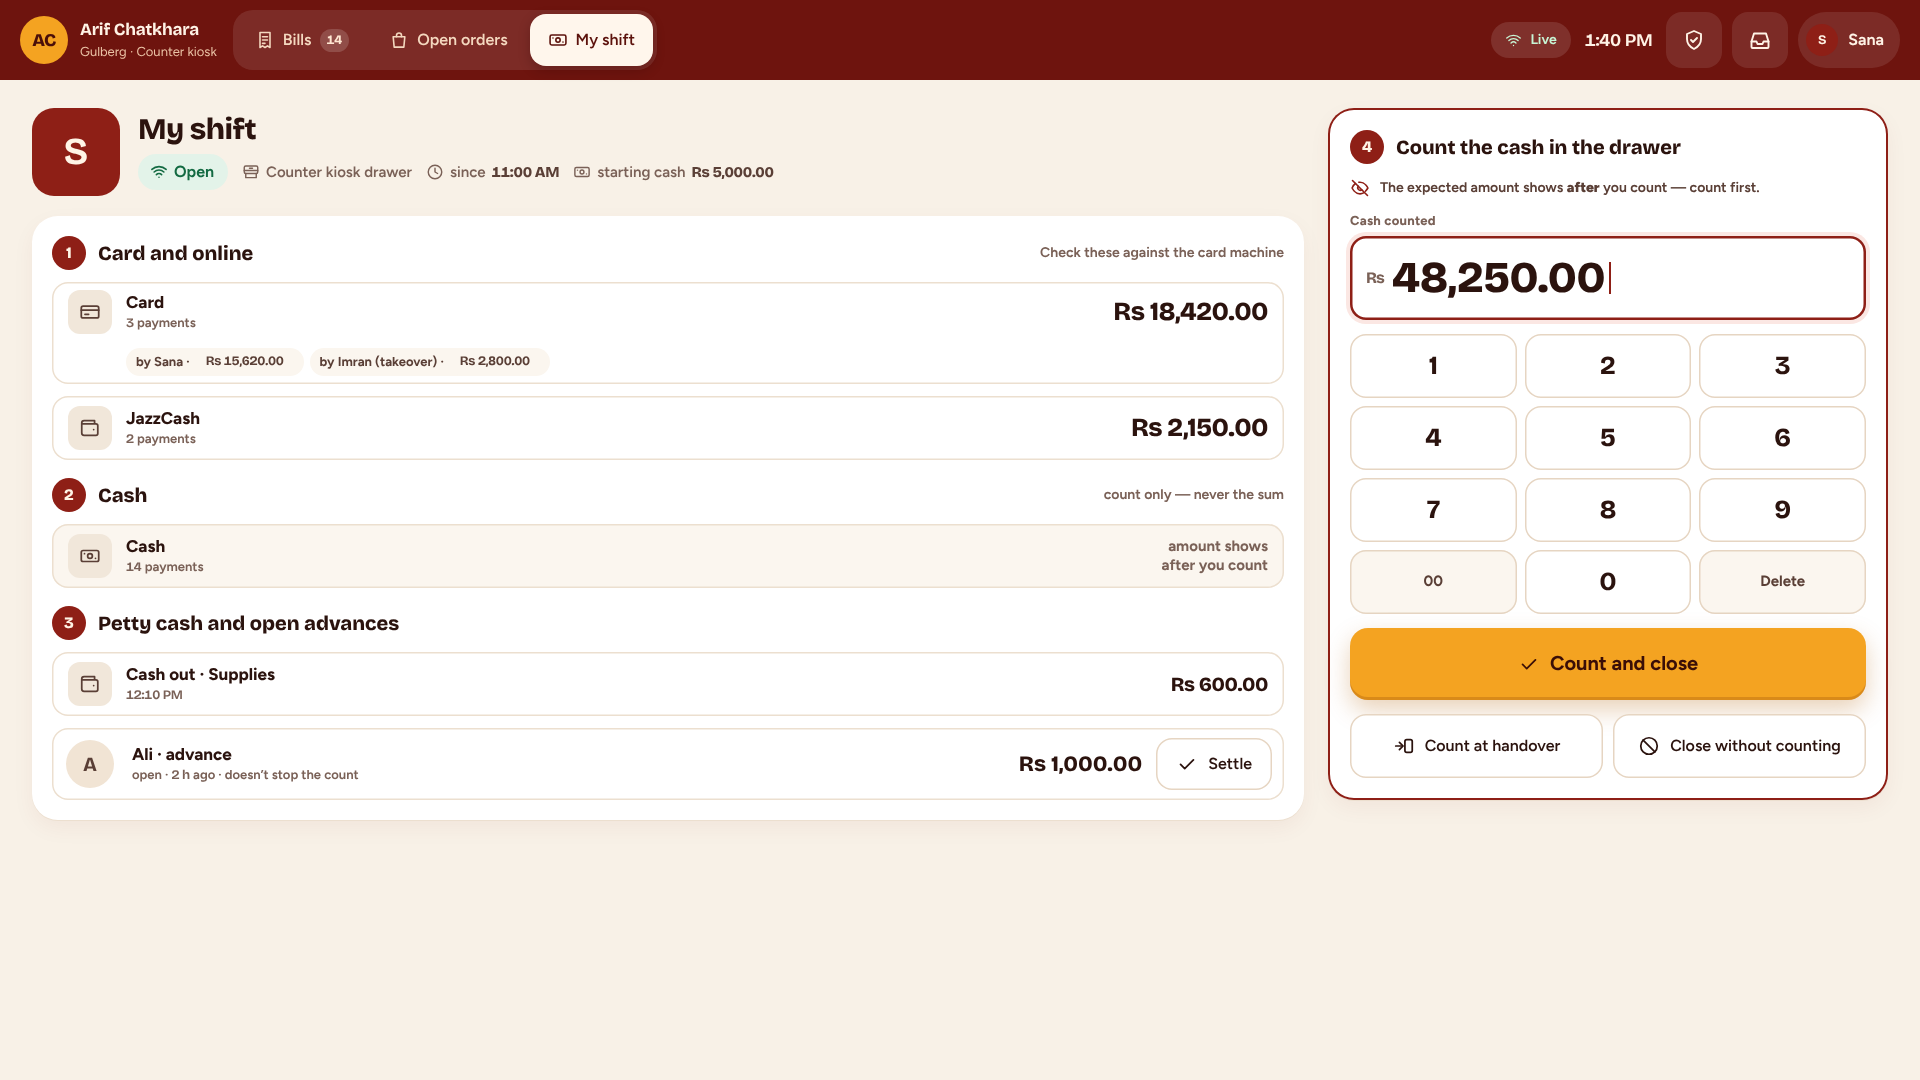 AC
Arif Chatkhara
Gulberg · Counter kiosk
Bills 14
Open orders
My shift
Live
1:40 PM
S Sana
S
My shift
Open
Counter kiosk drawer
since 11:00 AM
starting cash Rs 5,000.00
1 Card and online
Check these against the card machine
Card
3 payments
Rs 18,420.00
by Sana · Rs 15,620.00
by Imran (takeover) · Rs 2,800.00
JazzCash
2 payments
Rs 2,150.00
2 Cash
count only — never the sum
Cash
14 payments
amount shows
after you count
3 Petty cash and open advances
Cash out · Supplies
12:10 PM
Rs 600.00
A
Ali · advance
open · 2 h ago · doesn’t stop the count
Rs 1,000.00
Settle
4 Count the cash in the drawer
The expected amount shows after you count — count first.
Cash counted
Rs 48,250.00
1 2 3
4 5 6
7 8 9
00 0 Delete
Count and close
Count at handover
Close without counting